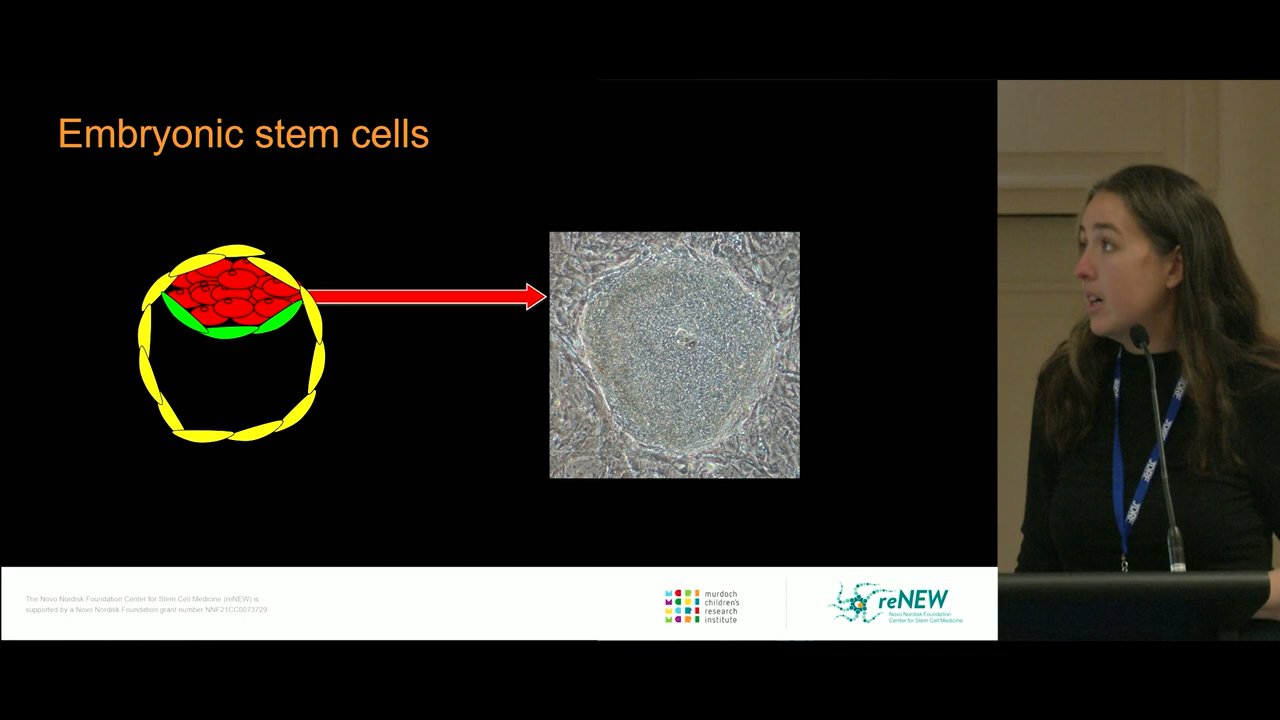 Embryonic stem cells
The Novo Nordisk Foundation Center for Stem Cell Medicine (reNEW) is
supported by a Novo Nordisk Foundation grant number NNF21CC0073729
murdoch
children's
research
institute
reNEW
Novo Nordisk Foundation
Center for Stem Cell Medicine